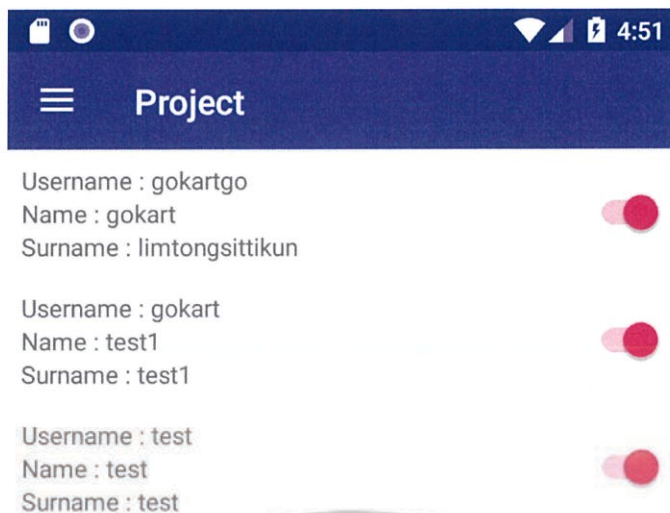 4:51
Project
Username : gokartgo
Name : gokart
Surname : limtongsittikun
Username : gokart
Name : test1
Surname : test1
Username : test
Name : test
Surname : test